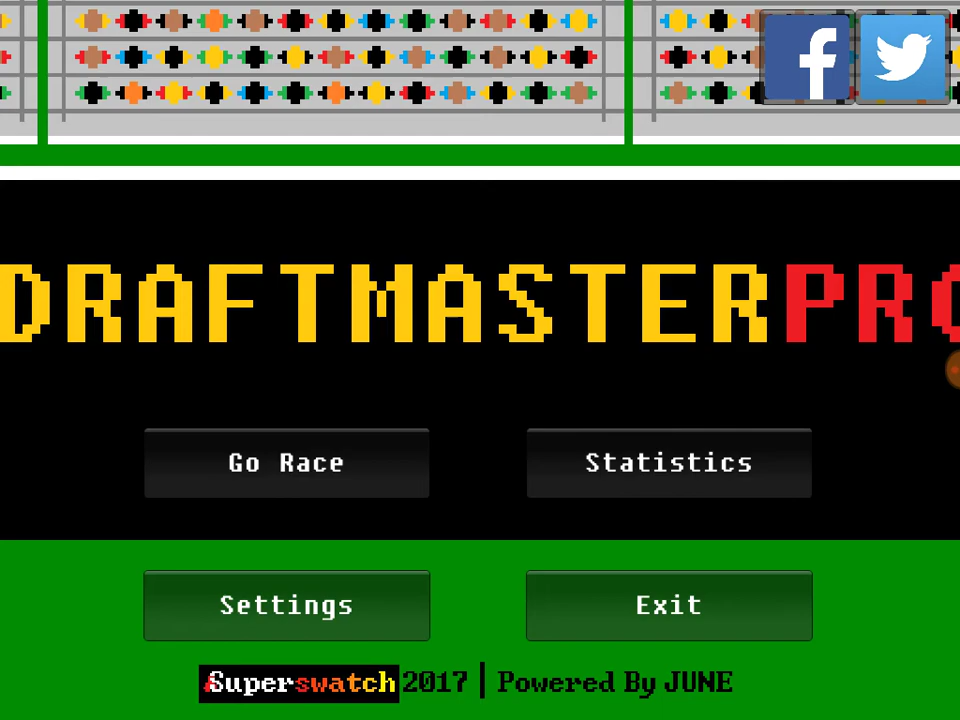 DRAFTMASTERPRO
Go Race Statistics
Settings Exit
Superswatch 2017 | Powered By JUNE